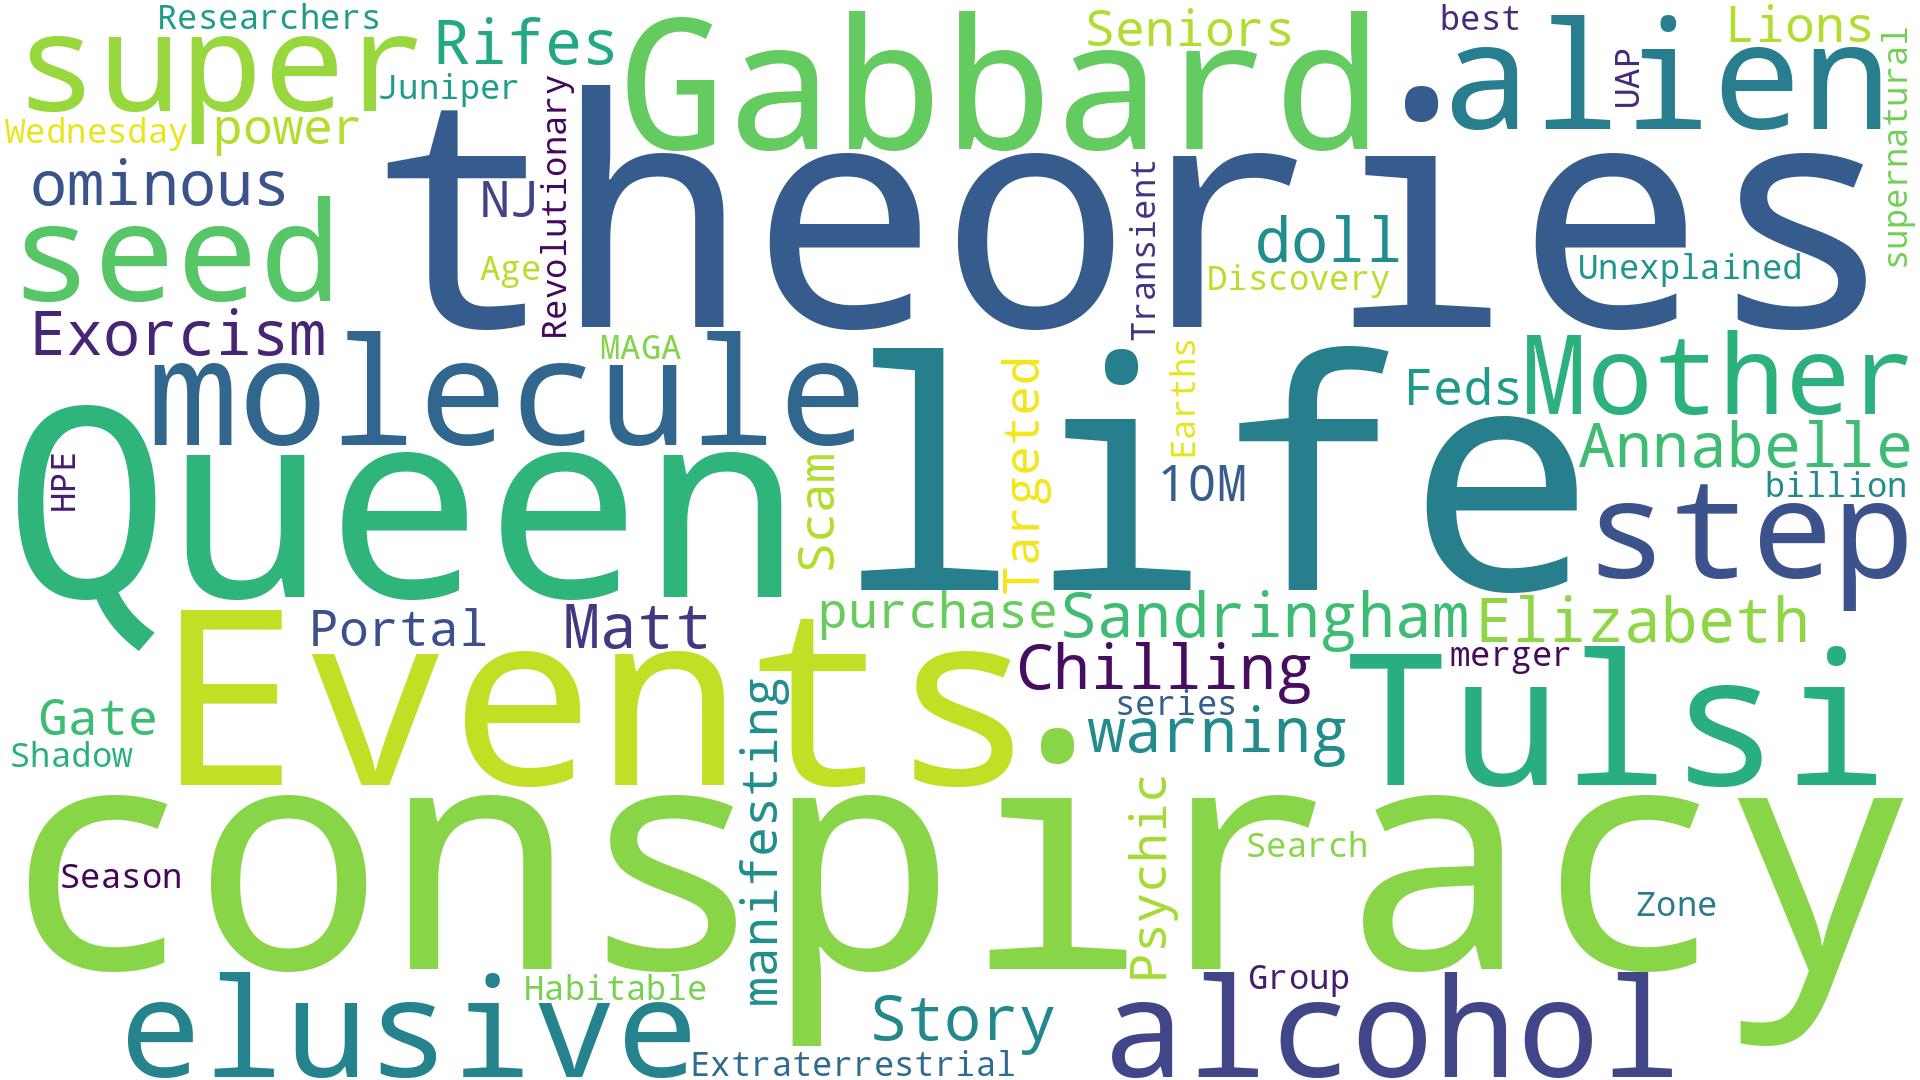 Researchers
super
Rifes
Gabbard
Seniors
best
alien
Lions
UAP
supernatural
Juniper
Wednesday
power
Revolutionary
theories
ominous
NJ
Transient
doll
seed
Age
Discovery
Unexplained
Exorcism
molecule
MAGA
life
Targeted
Earths
Feds
Mother
Queen
HPE
Scam
10M
Annabelle
billion
step
Portal
Matt
purchase
Sandringham
Elizabeth
Events
Chilling
merger
Tulsi
Gate
Shadow
manifesting
series
warning
conspiracy
Season
Psychic
Search
Zone
elusive
Habitable
Story
Group
alcohol
Extraterrestrial